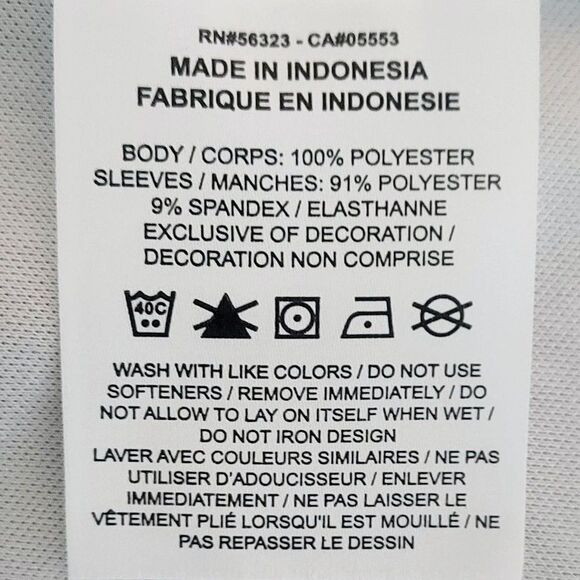 RN#56323 - CA#05553
MADE IN INDONESIA
FABRIQUE EN INDONESIE
BODY / CORPS: 100% POLYESTER
SLEEVES / MANCHES: 91% POLYESTER
9% SPANDEX / ELASTHANNE
EXCLUSIVE OF DECORATION /
DECORATION NON COMPRISE
40C
WASH WITH LIKE COLORS / DO NOT USE
SOFTENERS / REMOVE IMMEDIATELY / DO
NOT ALLOW TO LAY ON ITSELF WHEN WET /
DO NOT IRON DESIGN
LAVER AVEC COULEURS SIMILAIRES / NE PAS
UTILISER D'ADOUCISSEUR / ENLEVER
IMMEDIATEMENT / NE PAS LAISSER LE
VÊTEMENT PLIÉ LORSQU'IL EST MOUILLÉ / NE
PAS REPASSER LE DESSIN